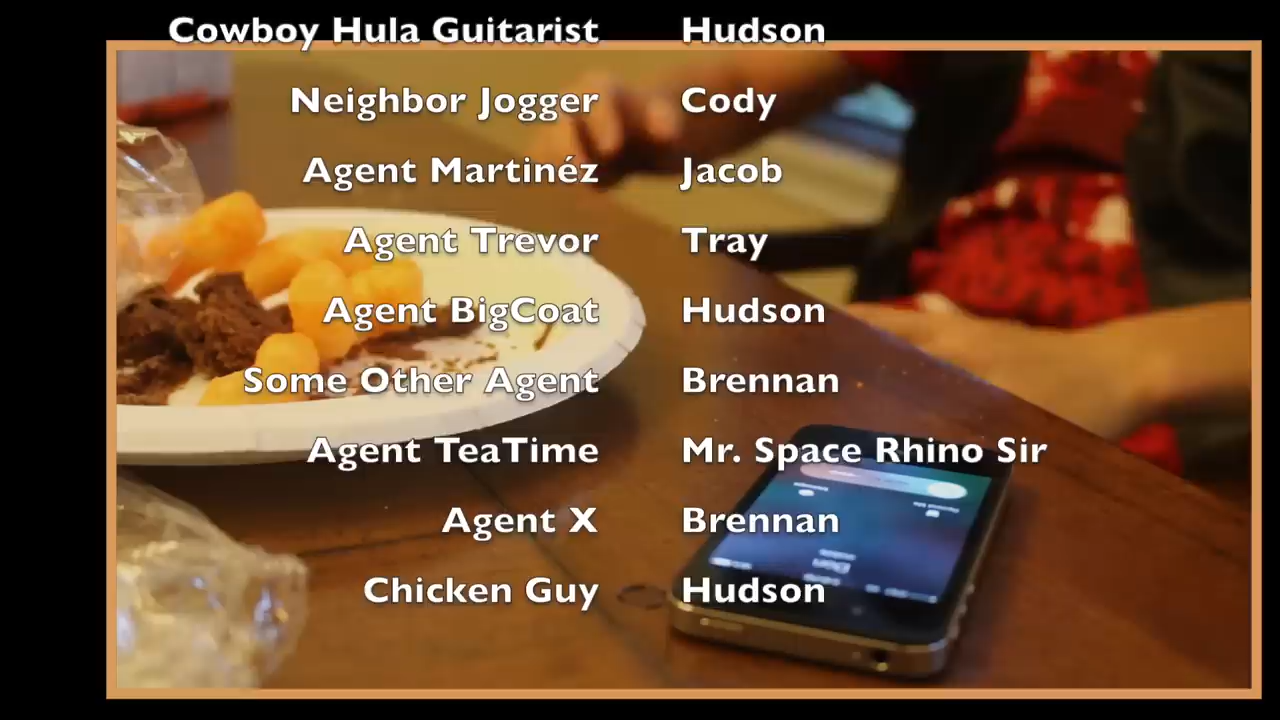 Cowboy Hula Guitarist Hudson
Neighbor Jogger Cody
Agent Martinéz Jacob
Agent Trevor Tray
Agent BigCoat Hudson
Some Other Agent Brennan
Agent TeaTime Mr. Space Rhino Sir
Agent X Brennan
Chicken Guy Hudson